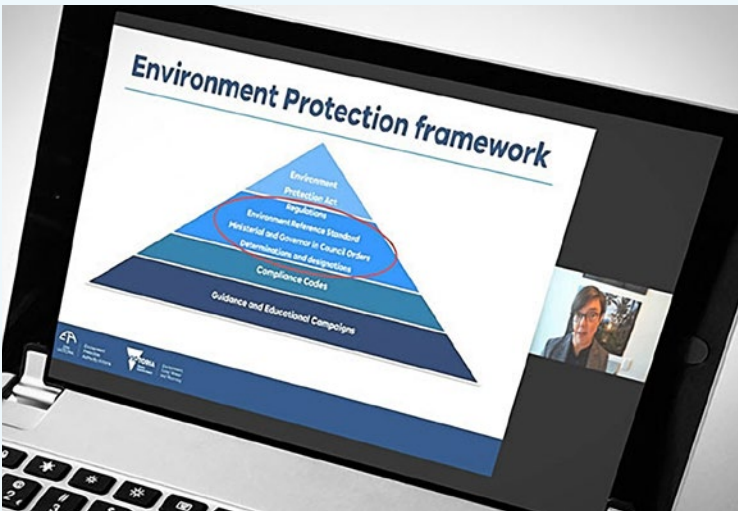 Environment Protection framework
Environment
Protection Act
Regulations
Environment Reference Standard
Ministerial and Governor in Council Orders
Determinations and designations
Compliance Codes
Guidance and Educational Campaigns
VICTORIA